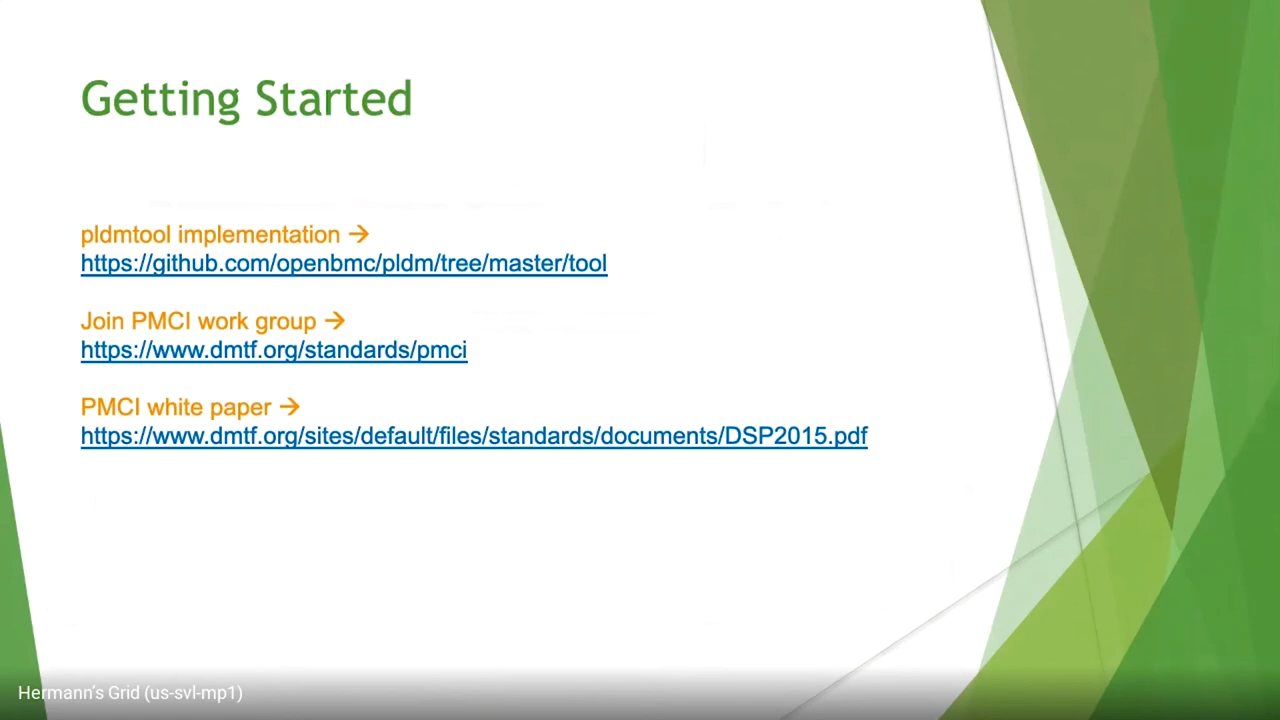 Getting Started
pldmtool implementation →
https://github.com/openbmc/pldm/tree/master/tool
Join PMCI work group →
https://www.dmtf.org/standards/pmci
PMCI white paper →
https://www.dmtf.org/sites/default/files/standards/documents/DSP2015.pdf
Hermann's Grid (us-svl-mp1)